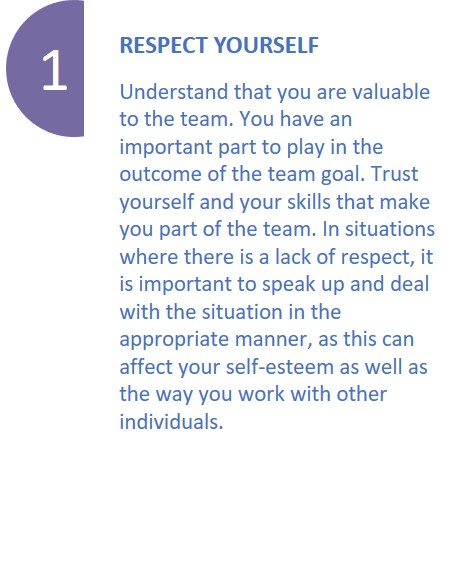 1
RESPECT YOURSELF
Understand that you are valuable
to the team. You have an
important part to play in the
outcome of the team goal. Trust
yourself and your skills that make
you part of the team. In situations
where there is a lack of respect, it
is important to speak up and deal
with the situation in the
appropriate manner, as this can
affect your self-esteem as well as
the way you work with other
individuals.